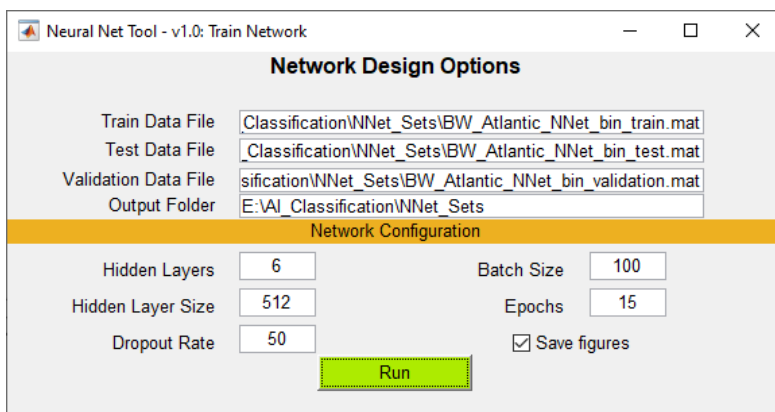 Neural Net Tool - v1.0: Train Network
Network Design Options
Train Data File _Classification\NNet_Sets\BW_Atlantic_NNet_bin_train.mat
Test Data File _Classification\NNet_Sets\BW_Atlantic_NNet_bin_test.mat
Validation Data File sification\NNet_Sets\BW_Atlantic_NNet_bin_validation.mat
Output Folder E:\AI_Classification\NNet_Sets
Network Configuration
Hidden Layers 6 Batch Size 100
Hidden Layer Size 512 Epochs 15
Dropout Rate 50 Save figures
Run